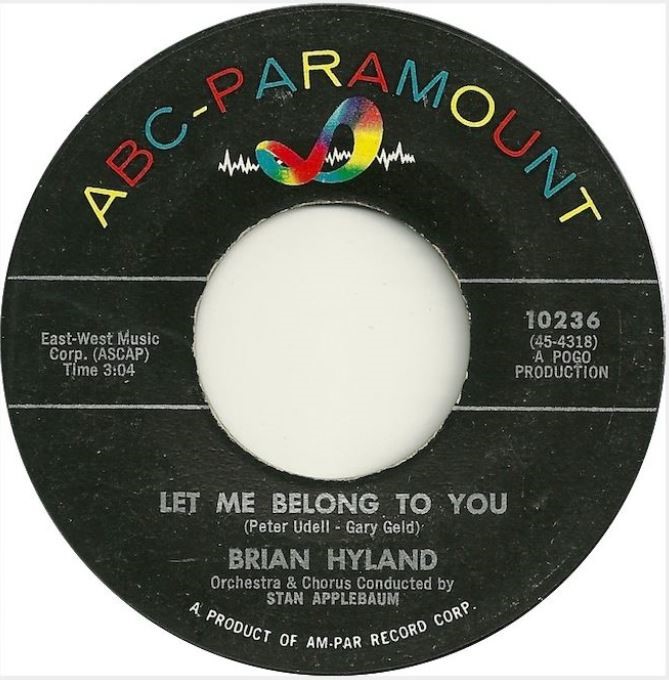 ABC-PARAMOUNT
East-West Music
Corp. (ASCAP)
Time 3:04
10236
(45-4318)
A POGO
PRODUCTION
LET ME BELONG TO YOU
(Peter Udell - Gary Geld)
BRIAN HYLAND
Orchestra & Chorus Conducted by
STAN APPLEBAUM
A PRODUCT OF AM-PAR RECORD CORP.